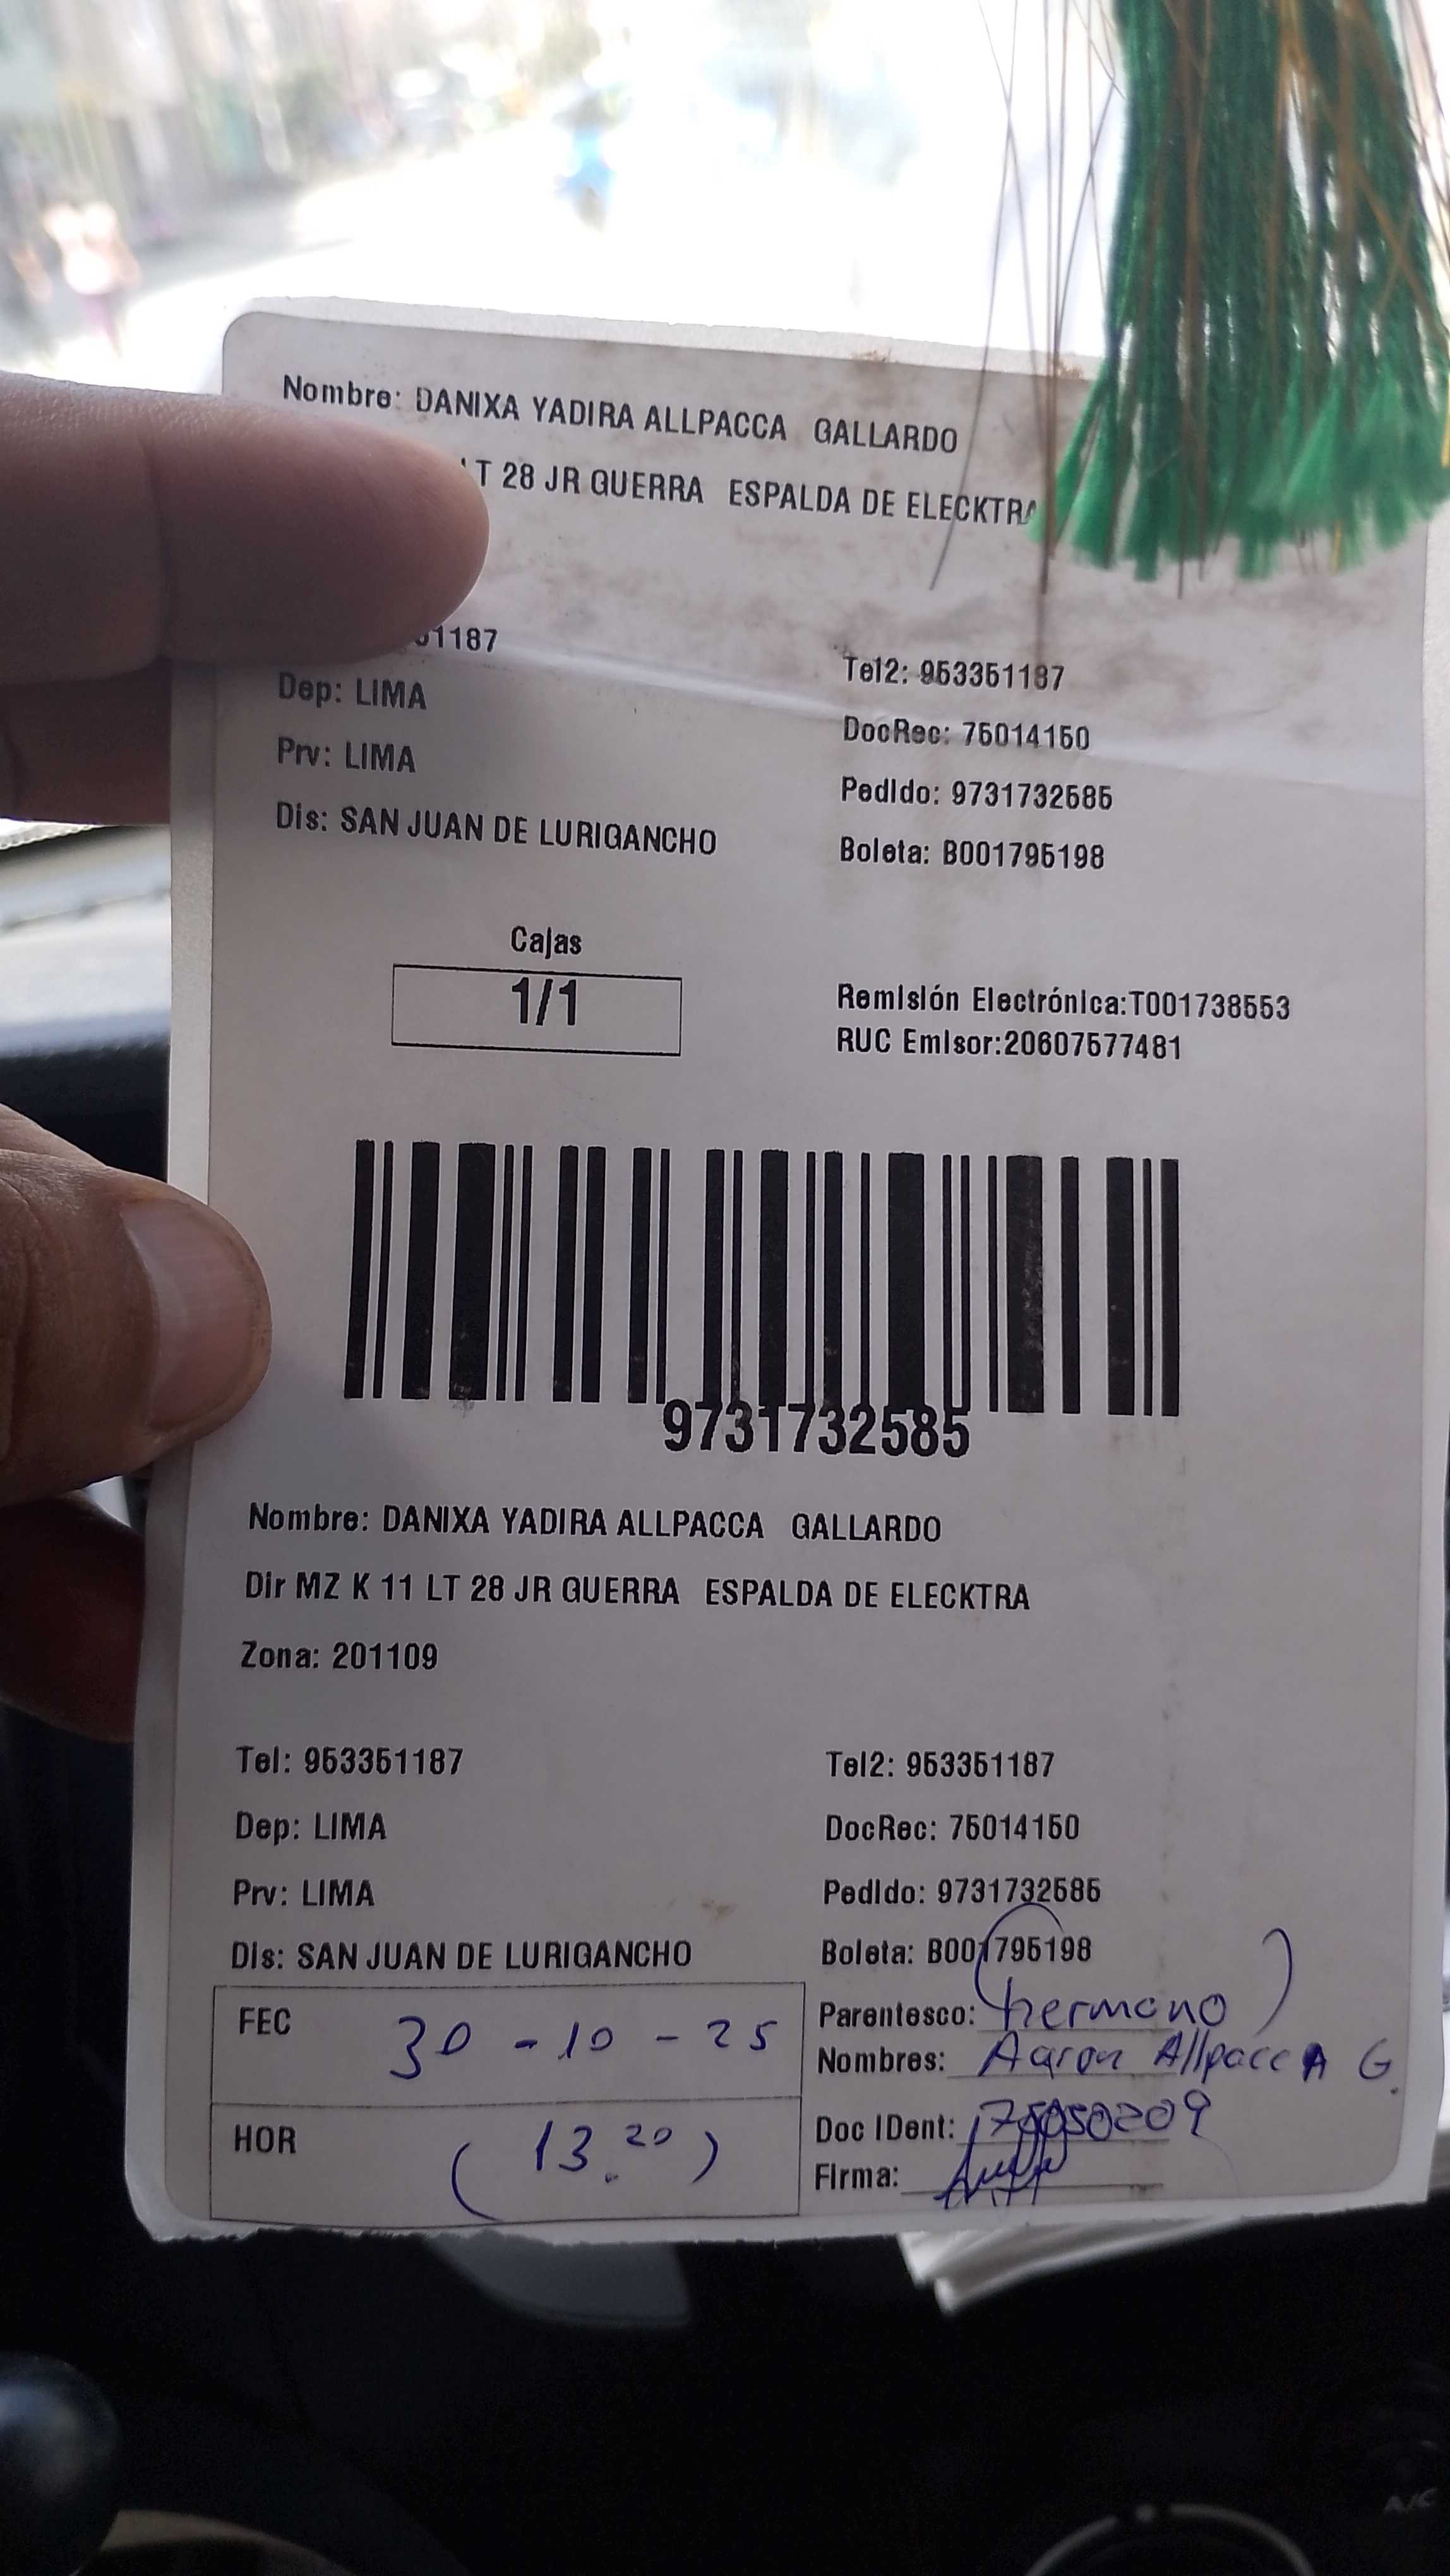 Nombre: DANIXA YADIRA ALLPACCA GALLARDO
LT 28 JR GUERRA ESPALDA DE ELECKTRA
51187
Tel2: 953351187
Dep: LIMA
DocRec: 75014150
Prv: LIMA
Pedido: 9731732585
Dis: SAN JUAN DE LURIGANCHO
Boleta: B001795198
Cajas
1/1
Remisión Electrónica:T001738553
RUC Emisor:20607577481
9731732585
Nombre: DANIXA YADIRA ALLPACCA GALLARDO
Dir MZ K 11 LT 28 JR GUERRA ESPALDA DE ELECKTRA
Zona: 201109
Tel: 953351187
Tel2: 953351187
Dep: LIMA
DocRec: 75014150
Prv: LIMA
Pedido: 9731732585
Dis: SAN JUAN DE LURIGANCHO
Boleta: B001795198
FEC 30-10-25
Parentesco: (hermano)
Nombres: Aaron Allpacca G.
HOR (13.20)
Doc IDent:
Firma:
A/C